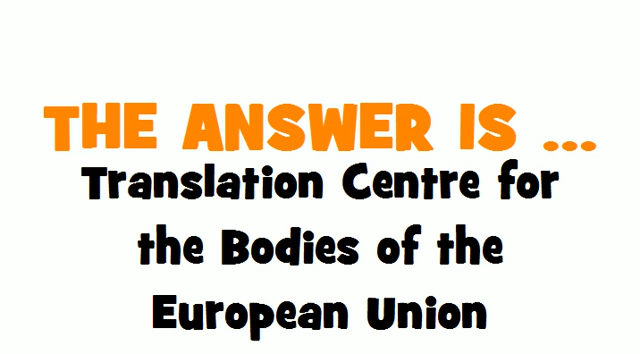 THE ANSWER IS ...
Translation Centre for
the Bodies of the
European Union